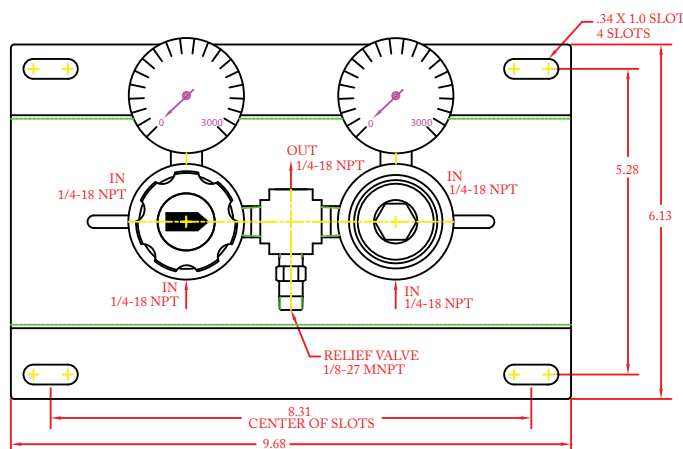 .34 X 1.0 SLOT
4 SLOTS
0
3000
0
3000
OUT
1/4-18 NPT
IN
1/4-18 NPT
IN
1/4-18 NPT
5.28
6.13
IN
1/4-18 NPT
IN
1/4-18 NPT
RELIEF VALVE
1/8-27 MNPT
8.31
CENTER OF SLOTS
9.68